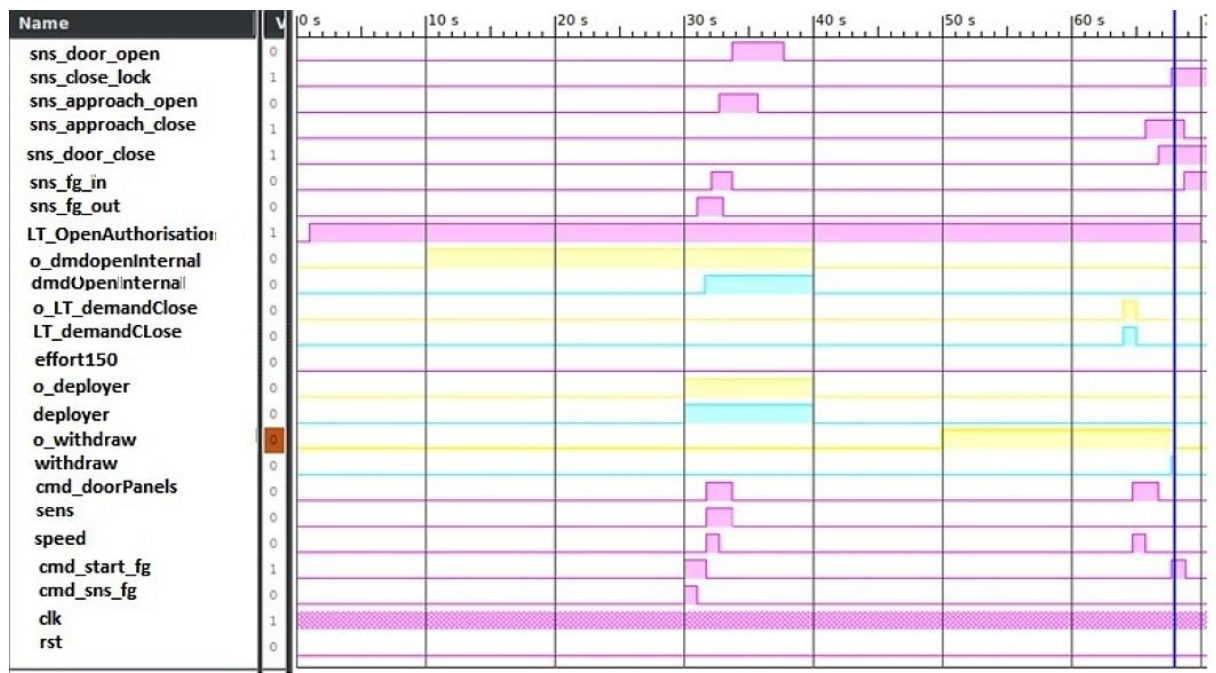 Name V 0 s 10 s 20 s 30 s 40 s 50 s 60 s
sns_door_open 0
sns_close_lock 1
sns_approach_open 0
sns_approach_close 1
sns_door_close 1
sns_fg_in 0
sns_fg_out 0
LT_OpenAuthorisation 1
o_dmdopenInternal 0
dmdOpenInternal 0
o_LT_demandClose 0
LT_demandCLose 0
effort150 0
o_deployer 0
deployer 0
o_withdraw 0
withdraw 0
cmd_doorPanels 0
sens 0
speed 0
cmd_start_fg 1
cmd_sns_fg 0
clk 1
rst 0